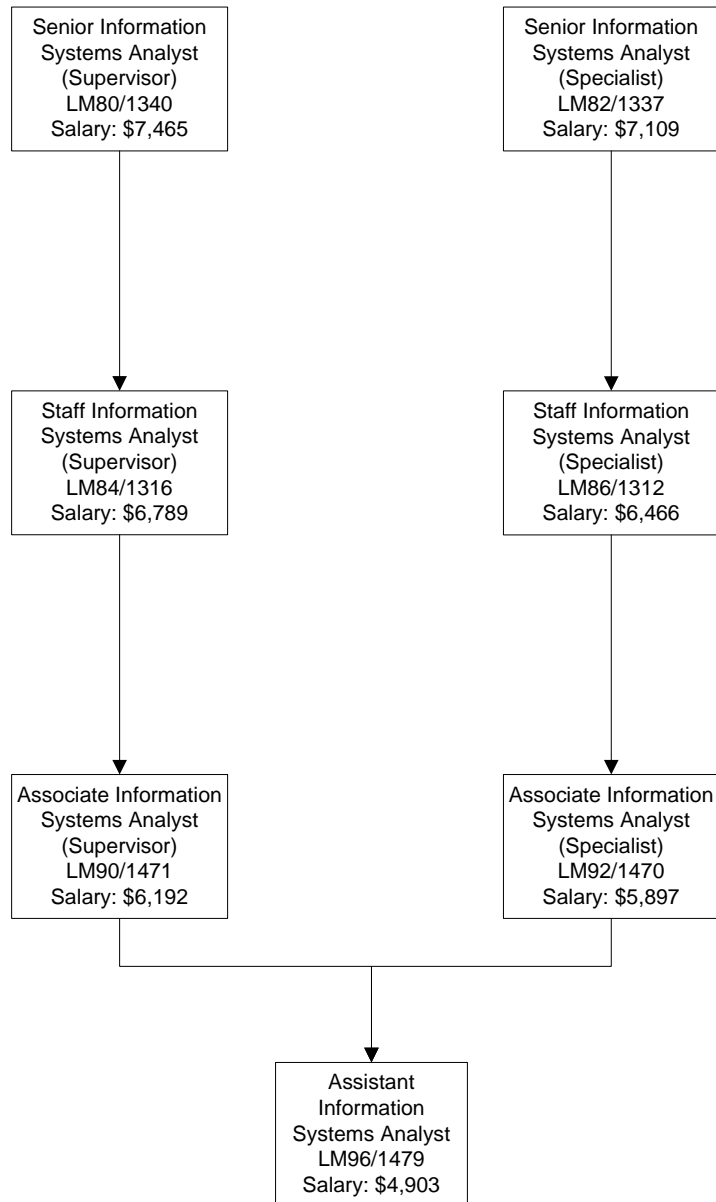 Senior Information
Systems Analyst
(Supervisor)
LM80/1340
Salary: $7,465
Senior Information
Systems Analyst
(Specialist)
LM82/1337
Salary: $7,109
Staff Information
Systems Analyst
(Supervisor)
LM84/1316
Salary: $6,789
Staff Information
Systems Analyst
(Specialist)
LM86/1312
Salary: $6,466
Associate Information
Systems Analyst
(Supervisor)
LM90/1471
Salary: $6,192
Associate Information
Systems Analyst
(Specialist)
LM92/1470
Salary: $5,897
Assistant
Information
Systems Analyst
LM96/1479
Salary: $4,903